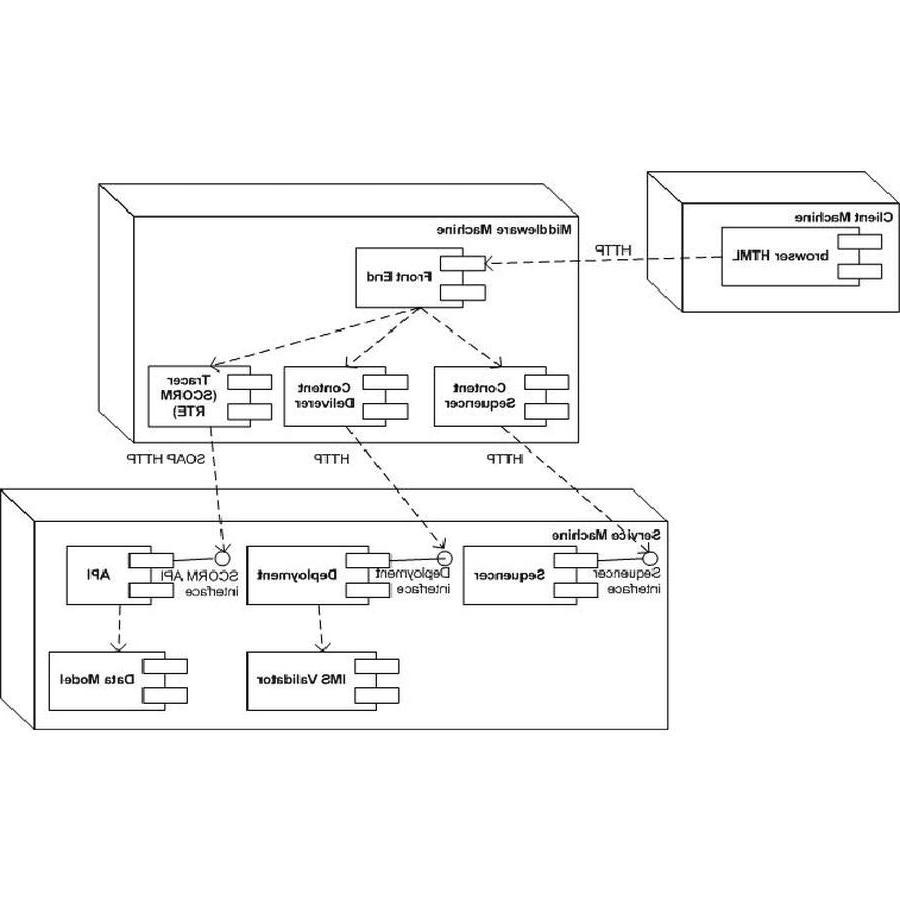 Client Machine
browser HTML
HTTP
Middleware Machine
Front End
Content
Sequencer
Content
Deliverer
Tracer
(SCORM
RTE)
HTTP
HTTP
SOAP HTTP
Service Machine
Sequencer
interface
Sequencer
Deployment
interface
Deployment
SCORM API
interface
API
IMS Validator
Data Model